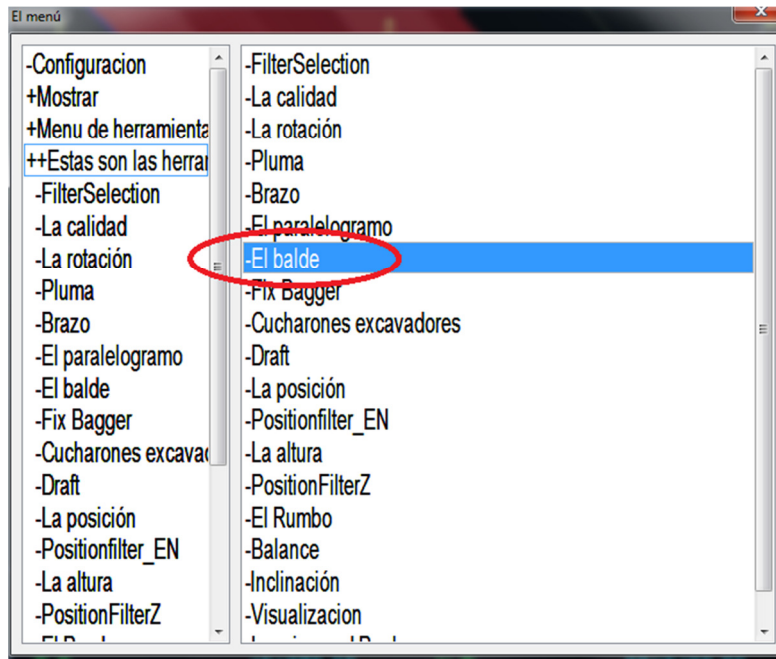 El menú
-Configuracion
+Mostrar
+Menu de herramienta
++Estas son las herrar
-FilterSelection
-La calidad
-La rotación
-Pluma
-Brazo
-El paralelogramo
-El balde
-Fix Bagger
-Cucharones excavad
-Draft
-La posición
-Positionfilter_EN
-La altura
-PositionFilterZ
-FilterSelection
-La calidad
-La rotación
-Pluma
-Brazo
-El paralelogramo
-El balde
-Fix Bagger
-Cucharones excavadores
-Draft
-La posición
-Positionfilter_EN
-La altura
-PositionFilterZ
-El Rumbo
-Balance
-Inclinación
-Visualizacion